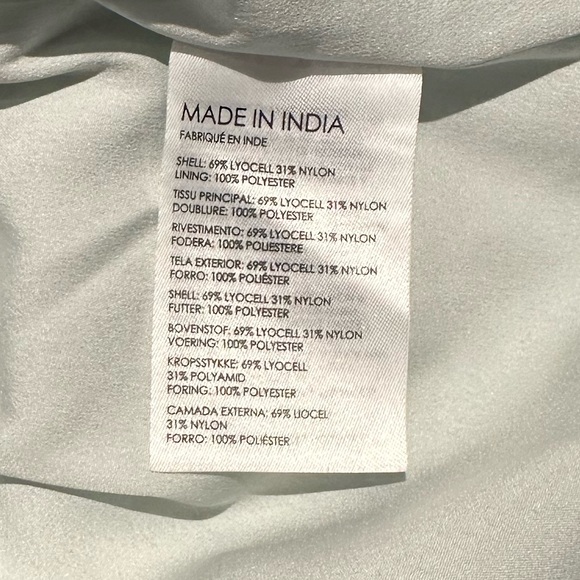 MADE IN INDIA
FABRIQUÉ EN INDE
SHELL: 69% LYOCELL 31% NYLON
LINING: 100% POLYESTER
TISSU PRINCIPAL: 69% LYOCELL 31% NYLON
DOUBLURE: 100% POLYESTER
RIVESTIMENTO: 69% LYOCELL 31% NYLON
FODERA: 100% POLIESTERE
TELA EXTERIOR: 69% LYOCELL 31% NYLON
FORRO: 100% POLIÉSTER
SHELL: 69% LYOCELL 31% NYLON
FUTTER: 100% POLYESTER
BOVENSTOF: 69% LYOCELL 31% NYLON
VOERING: 100% POLYESTER
KROPSSTYKKE: 69% LYOCELL
31% POLYAMID
FORING: 100% POLYESTER
CAMADA EXTERNA: 69% LIOCEL
31% NYLON
FORRO: 100% POLIÉSTER